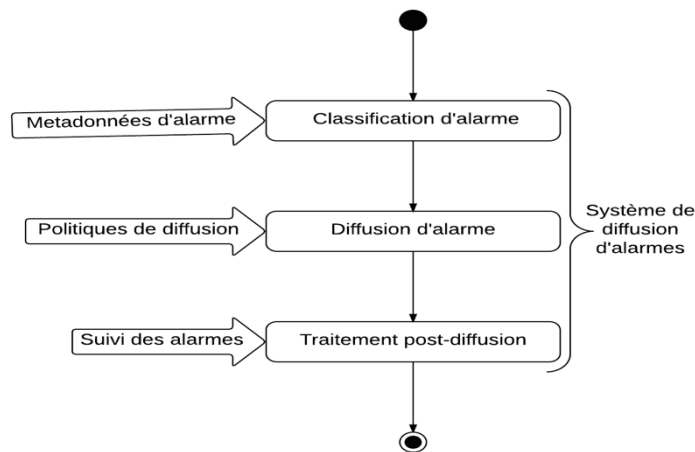 Metadonnées d'alarme
Classification d'alarme
Politiques de diffusion
Diffusion d'alarme
Système de
diffusion
d'alarmes
Suivi des alarmes
Traitement post-diffusion